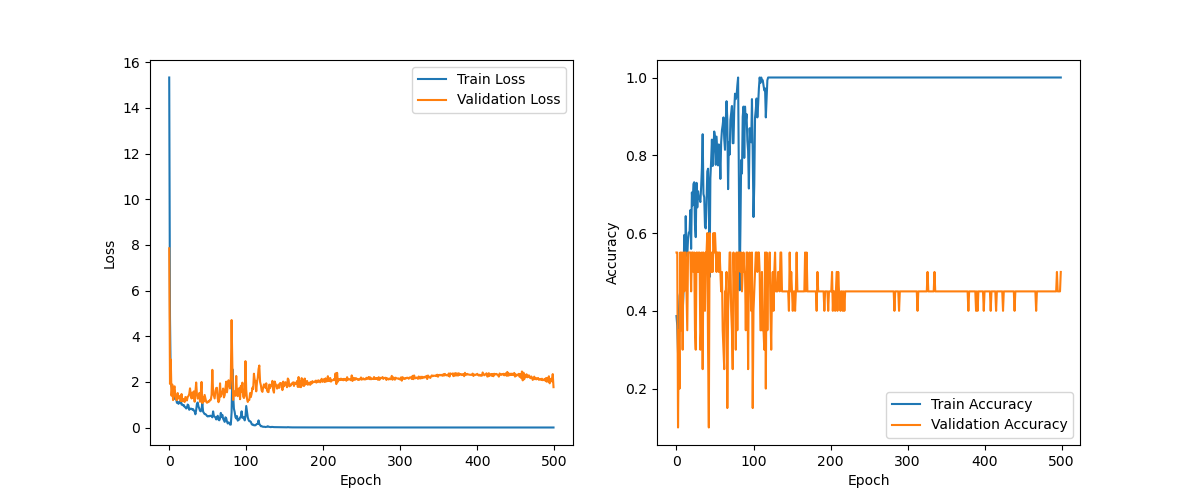 16
14
12
10
8
6
4
2
0
Loss
0 100 200 300 400 500
Epoch
Train Loss
Validation Loss
1.0
0.8
0.6
0.4
0.2
Accuracy
0 100 200 300 400 500
Epoch
Train Accuracy
Validation Accuracy